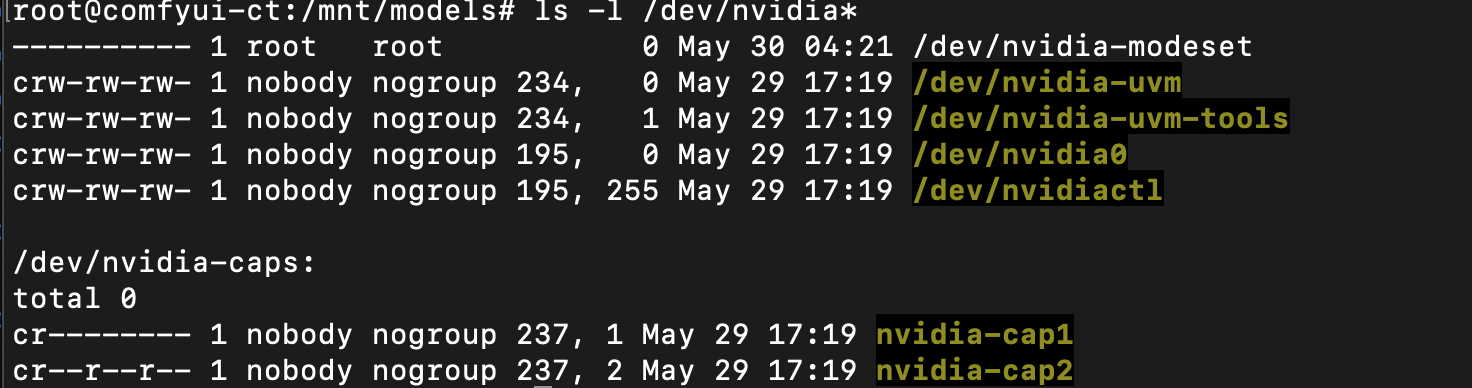 root@comfyui-ct:/mnt/models# ls -l /dev/nvidia*
---------- 1 root   root          0 May 30 04:21 /dev/nvidia-modeset
crw-rw-rw- 1 nobody nogroup 234,   0 May 29 17:19 /dev/nvidia-uvm
crw-rw-rw- 1 nobody nogroup 234,   1 May 29 17:19 /dev/nvidia-uvm-tools
crw-rw-rw- 1 nobody nogroup 195,   0 May 29 17:19 /dev/nvidia0
crw-rw-rw- 1 nobody nogroup 195, 255 May 29 17:19 /dev/nvidiactl
/dev/nvidia-caps:
total 0
cr-------- 1 nobody nogroup 237, 1 May 29 17:19 nvidia-cap1
cr--r--r-- 1 nobody nogroup 237, 2 May 29 17:19 nvidia-cap2